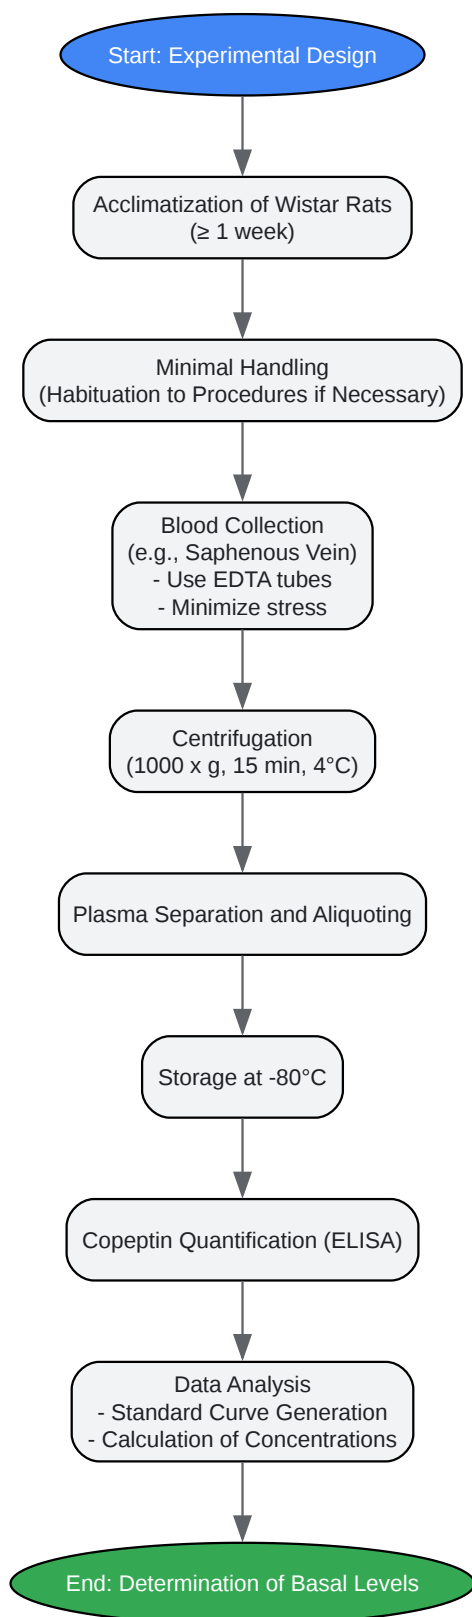 Start: Experimental Design
Acclimatization of Wistar Rats
(≥ 1 week)
Minimal Handling
(Habituation to Procedures if Necessary)
Blood Collection
(e.g., Saphenous Vein)
- Use EDTA tubes
- Minimize stress
Centrifugation
(1000 x g, 15 min, 4°C)
Plasma Separation and Aliquoting
Storage at -80°C
Copeptin Quantification (ELISA)
Data Analysis
- Standard Curve Generation
- Calculation of Concentrations
End: Determination of Basal Levels